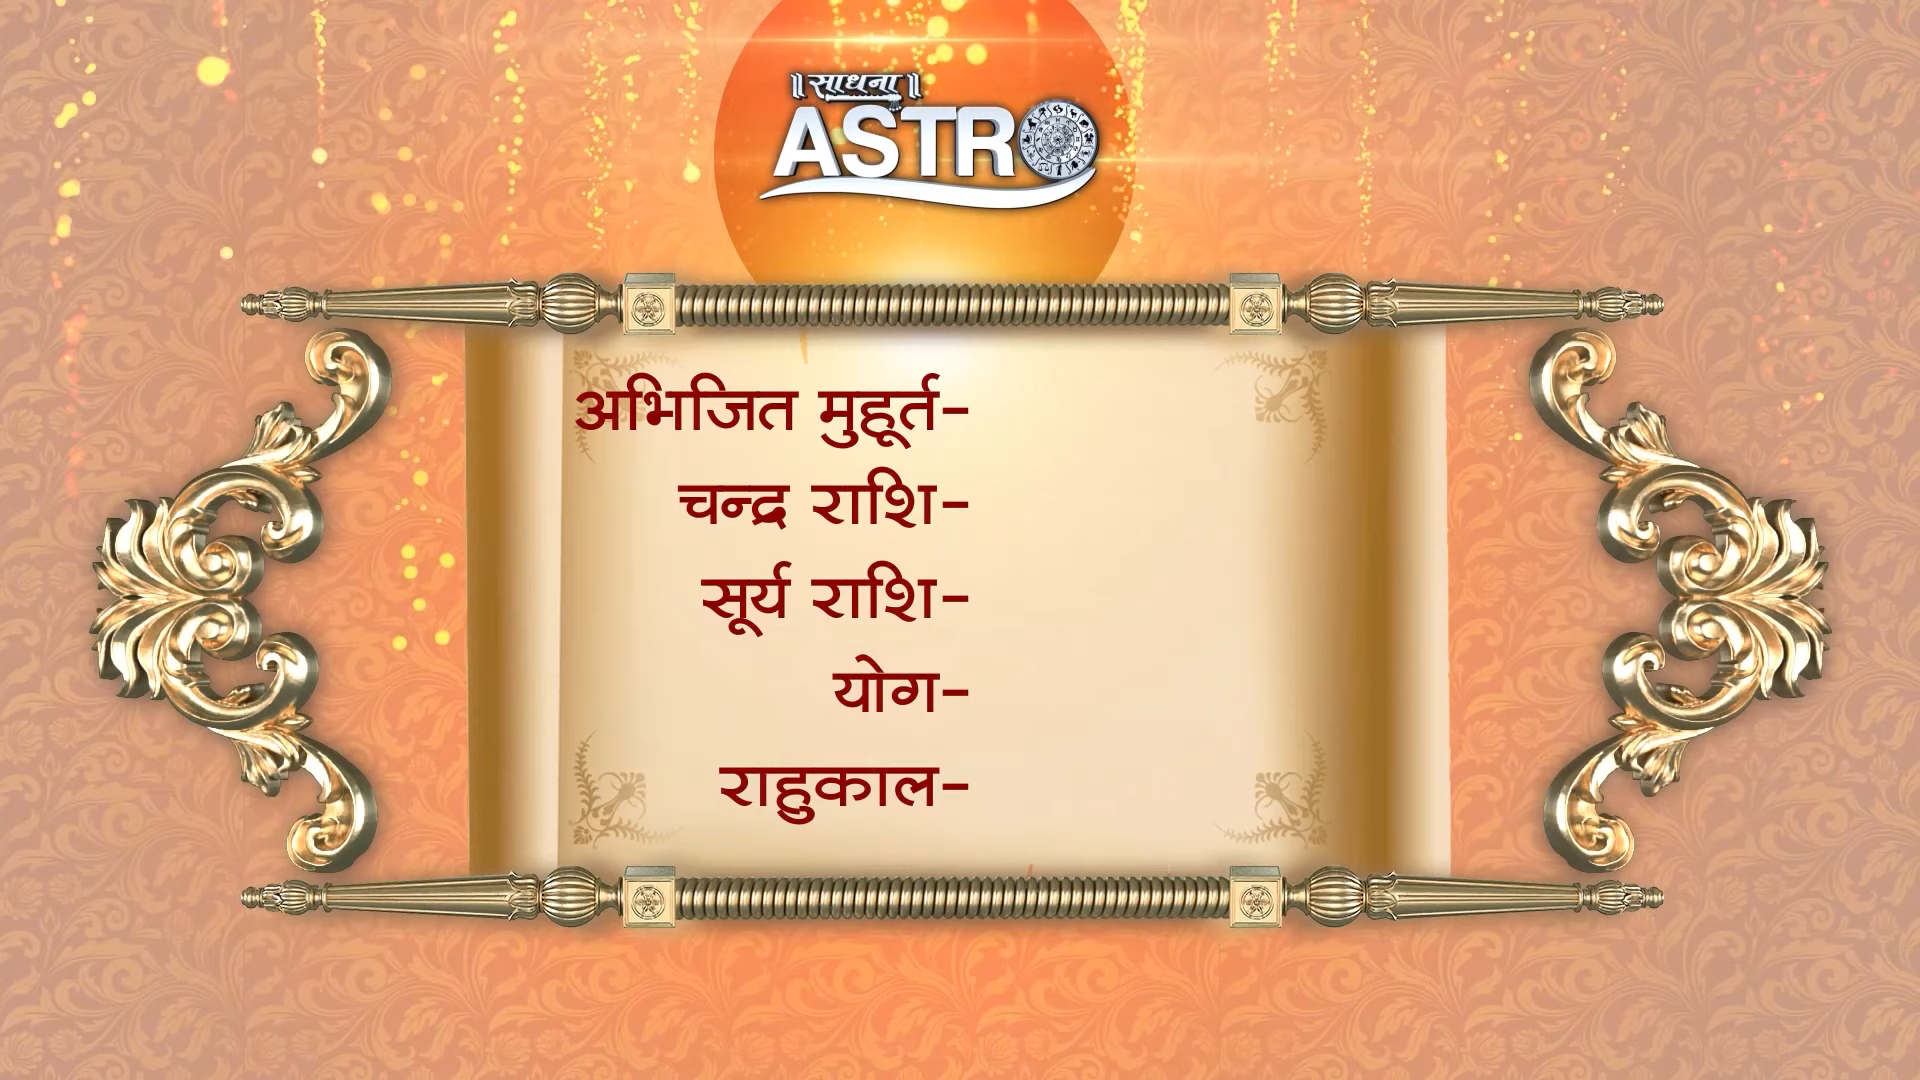 ॥ साधना ॥
ASTRO
अभिजित मुहूर्त-
चन्द्र राशि-
सूर्य राशि-
योग-
राहुकाल-